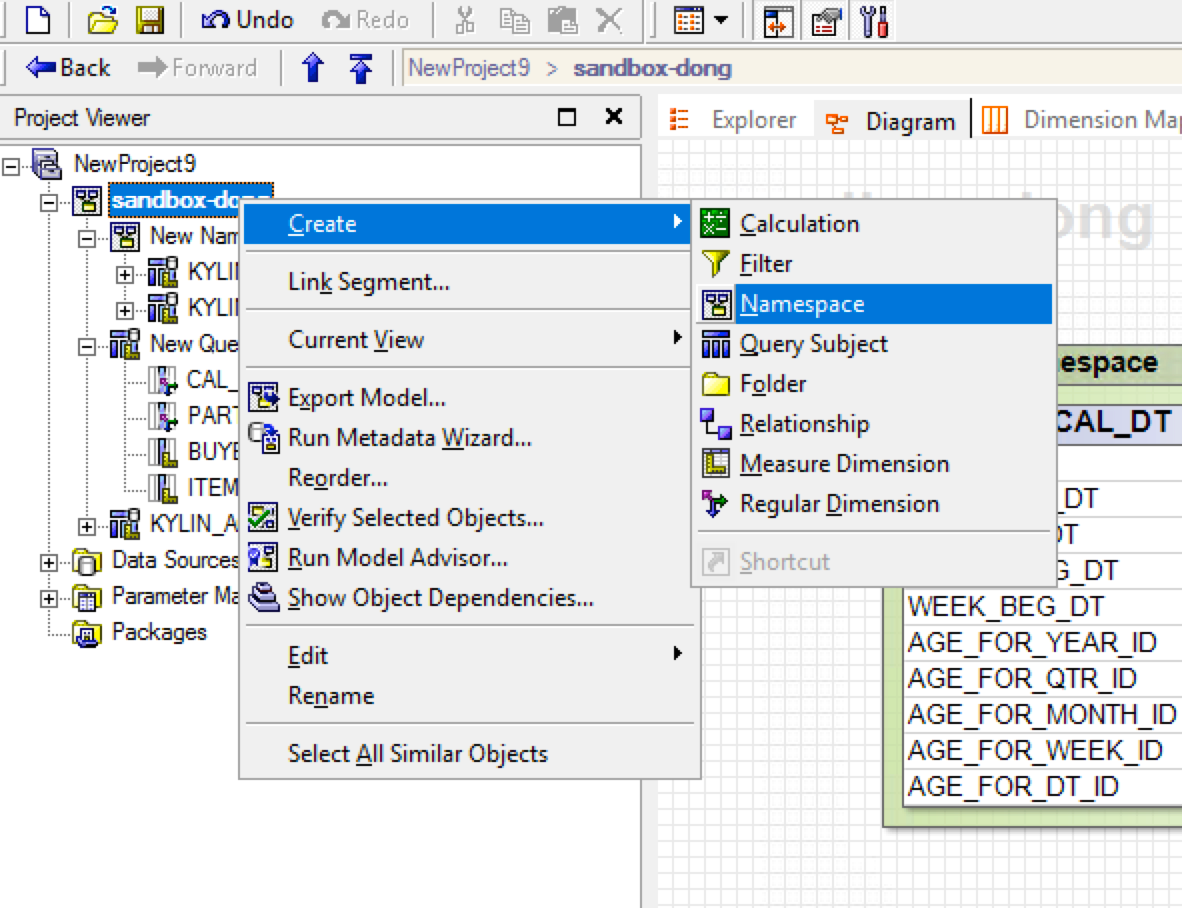 Undo Redo
Back Forward NewProject9 > sandbox-dong
Project Viewer
Explorer Diagram Dimension Ma
NewProject9
sandbox-dong
New Nam
KYLI
KYLI
New Que
CAL_
PART
BUYE
ITEM
KYLIN_A
Data Sources
Parameter Ma
Packages
Create
Link Segment...
Current View
Export Model...
Run Metadata Wizard...
Reorder...
Verify Selected Objects...
Run Model Advisor...
Show Object Dependencies...
Edit
Rename
Select All Similar Objects
Calculation
Filter
Namespace
Query Subject
Folder
Relationship
Measure Dimension
Regular Dimension
Shortcut
ong
espace
CAL_DT
_DT
DT
G_DT
WEEK_BEG_DT
AGE_FOR_YEAR_ID
AGE_FOR_QTR_ID
AGE_FOR_MONTH_ID
AGE_FOR_WEEK_ID
AGE_FOR_DT_ID